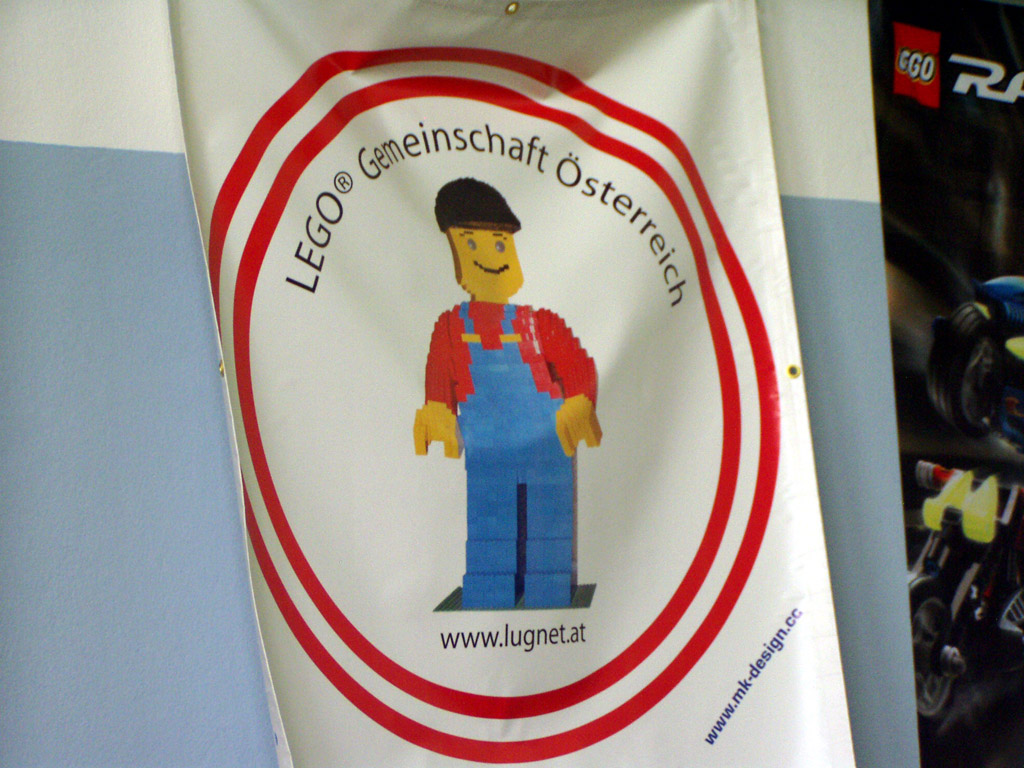 LEGO® Gemeinschaft Österreich
www.lugnet.at
www.mk-design.cc
LEGO